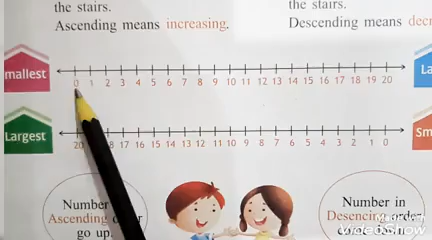 the stairs.
Ascending means increasing.
the stairs.
Descending means
Smallest
0 1 2 3 4 5 6 7 8 9 10 11 12 13 14 15 16 17 18 19 20
Largest
20 18 17 16 15 14 13 12 11 10 9 8 7 6 5 4 3 2 1 0
Number
Ascending
go up.
Number in
Desencing order